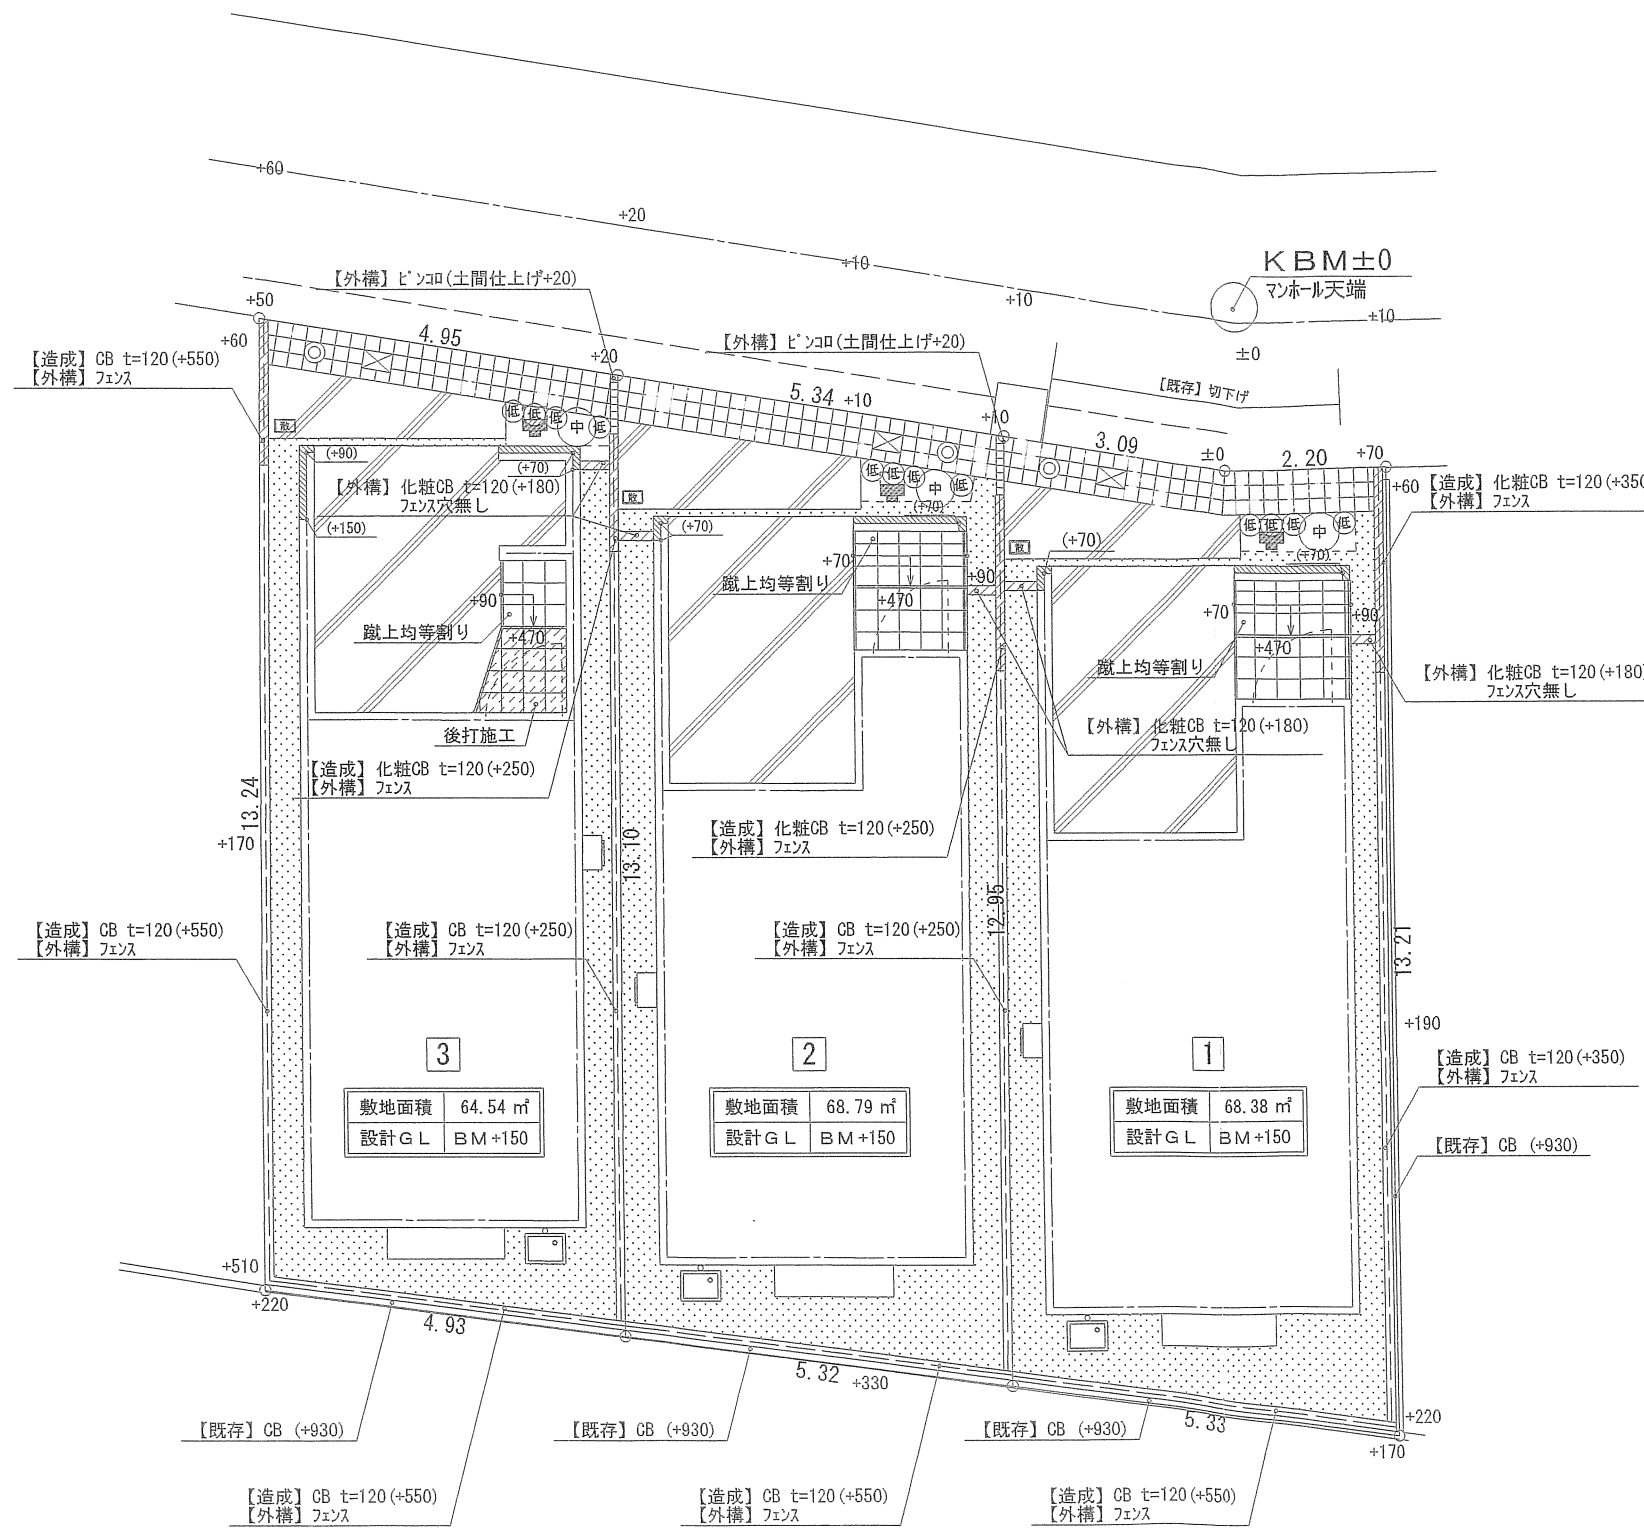 +60
+20
+10
+10
+10
KBM±0
マンホール天端
±0
【外構】ピンコロ(土間仕上げ+20)
+50
+60
4.95
+20
【造成】CB t=120(+550)
【外構】フェンス
【外構】ピンコロ(土間仕上げ+20)
5.34
+10
+10
【既存】切下げ
3.09
±0
2.20
+70
+60
【造成】化粧CB t=120(+350
【外構】フェンス
散
低
低
低
中
低
散
低
低
低
中
低
散
低
低
低
中
低
(+90)
(+70)
【外構】化粧CB t=120(+180)
フェンス穴無し
(+150)
(+70)
(+70)
(+70)
(+70)
+90
+470
蹴上均等割り
後打施工
+70
+90
+470
蹴上均等割り
+70
+90
+470
蹴上均等割り
【外構】化粧CB t=120(+180)
フェンス穴無し
【外構】化粧CB t=120(+180)
フェンス穴無し
【造成】化粧CB t=120(+250)
【外構】フェンス
【造成】化粧CB t=120(+250)
【外構】フェンス
13.24
+170
13.10
12.95
13.21
+190
【造成】CB t=120(+550)
【外構】フェンス
【造成】CB t=120(+250)
【外構】フェンス
【造成】CB t=120(+250)
【外構】フェンス
【造成】CB t=120(+350)
【外構】フェンス
【既存】CB (+930)
3
敷地面積 64.54 ㎡
設計GL BM+150
2
敷地面積 68.79 ㎡
設計GL BM+150
1
敷地面積 68.38 ㎡
設計GL BM+150
+510
+220
4.93
5.32
+330
5.33
+220
+170
【既存】CB (+930)
【既存】CB (+930)
【既存】CB (+930)
【造成】CB t=120(+550)
【外構】フェンス
【造成】CB t=120(+550)
【外構】フェンス
【造成】CB t=120(+550)
【外構】フェンス